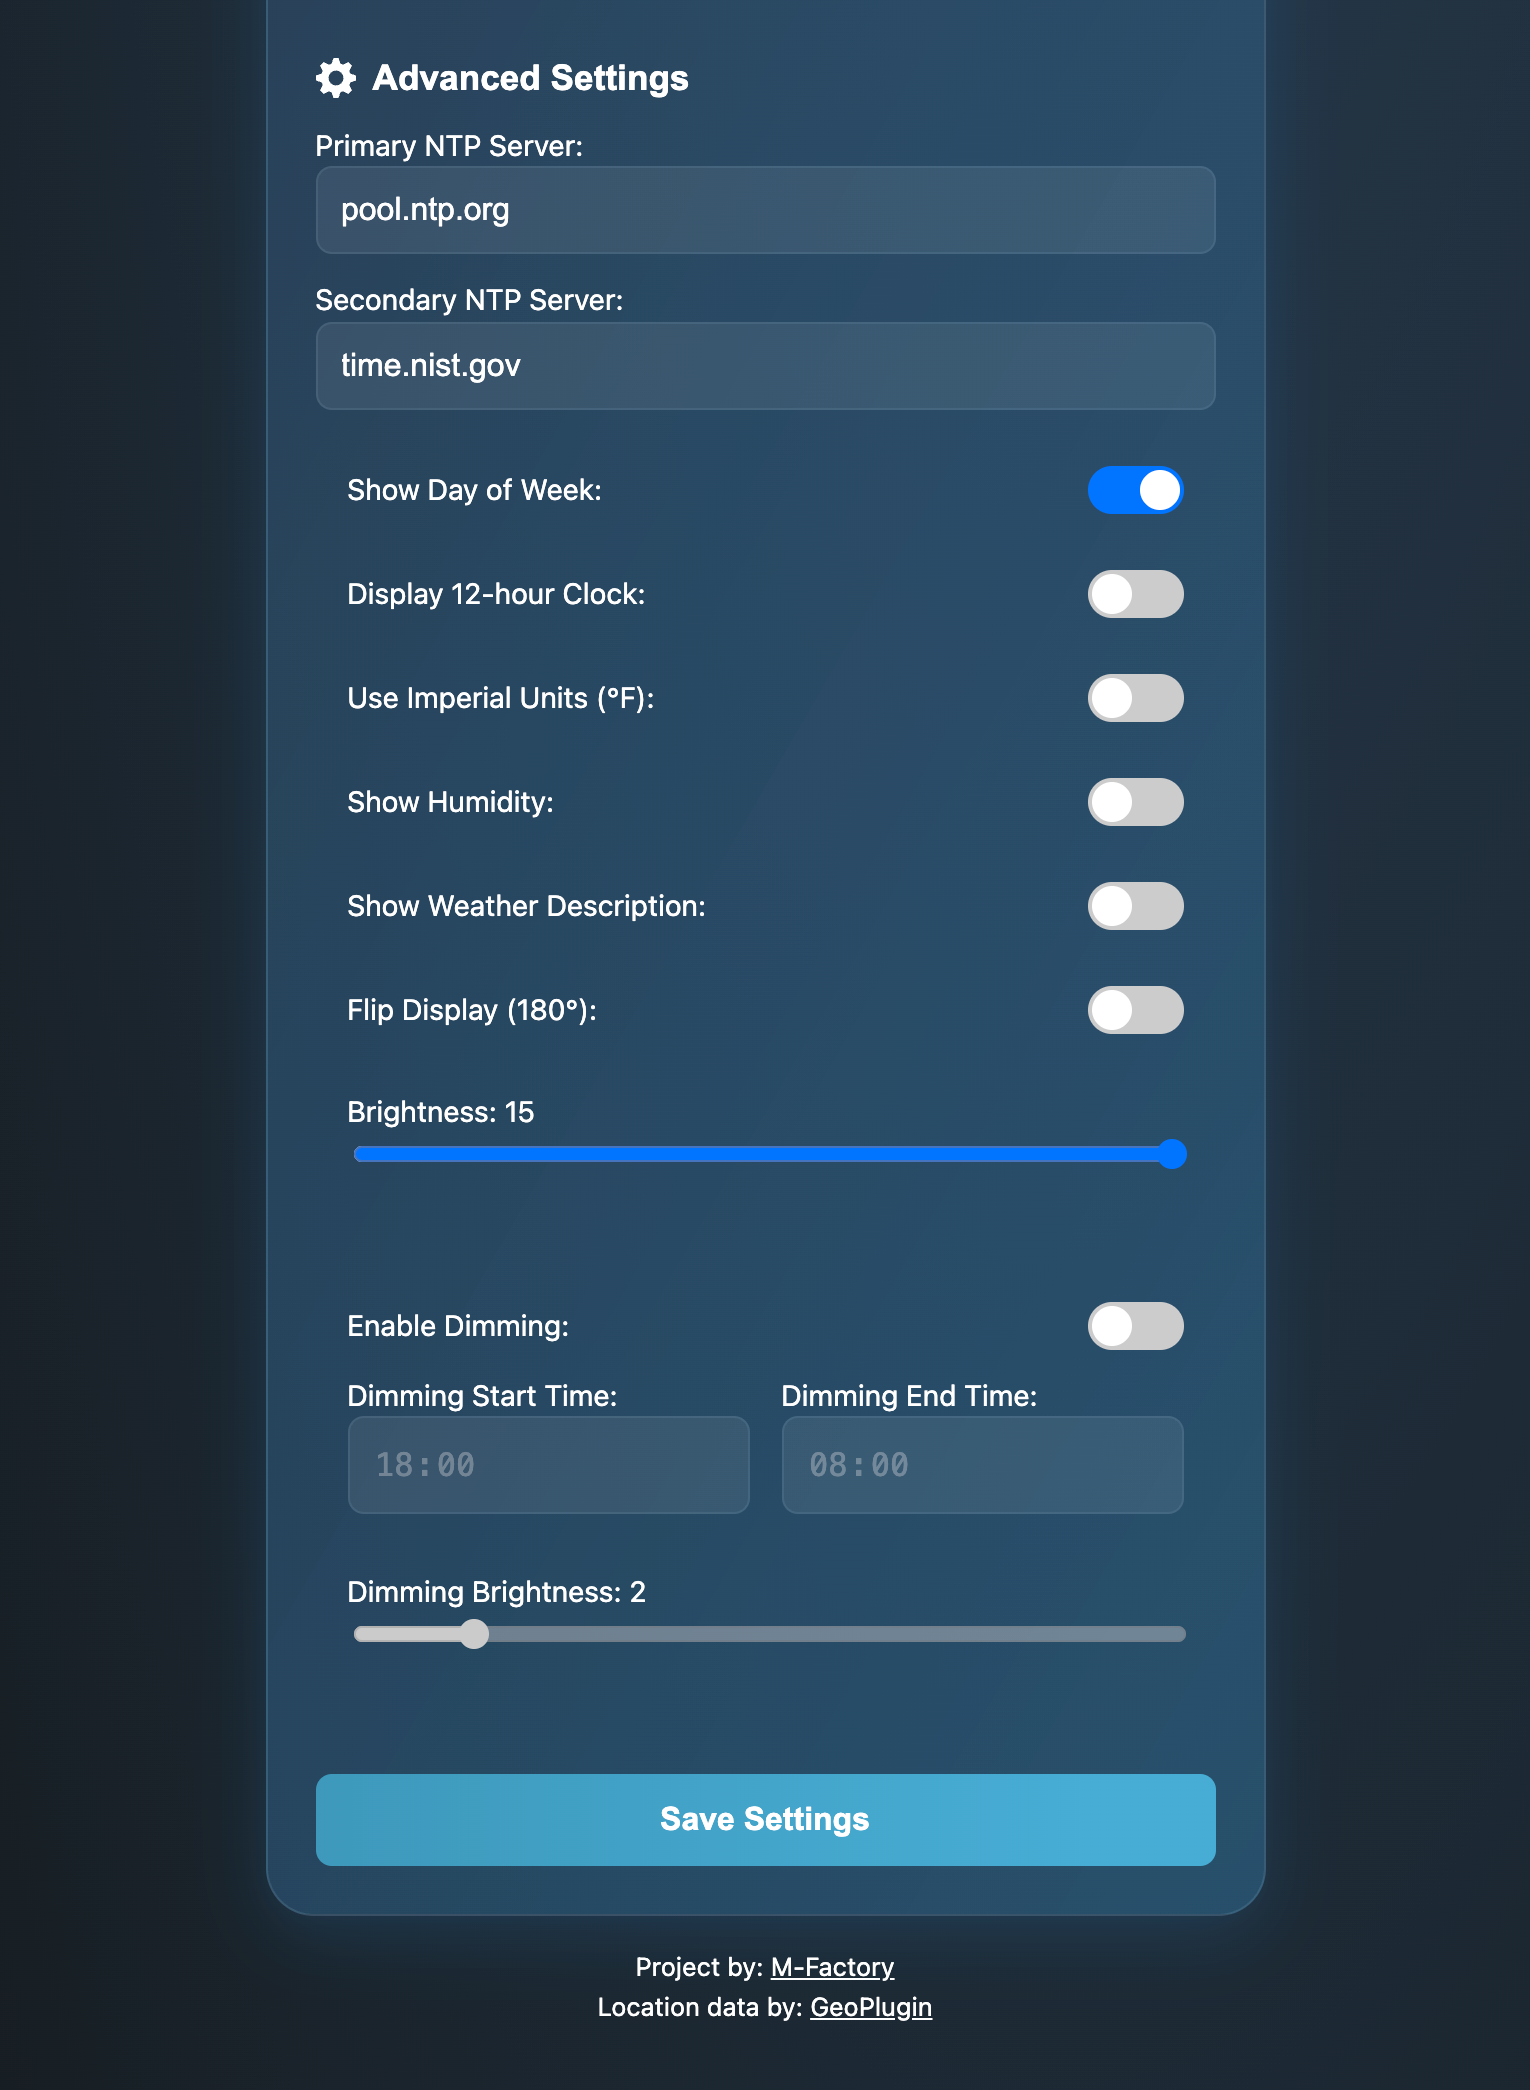 Advanced Settings
Primary NTP Server:
pool.ntp.org
Secondary NTP Server:
time.nist.gov
Show Day of Week:
Display 12-hour Clock:
Use Imperial Units (°F):
Show Humidity:
Show Weather Description:
Flip Display (180°):
Brightness: 15
Enable Dimming:
Dimming Start Time: Dimming End Time:
18:00 08:00
Dimming Brightness: 2
Save Settings
Project by: M-Factory
Location data by: GeoPlugin